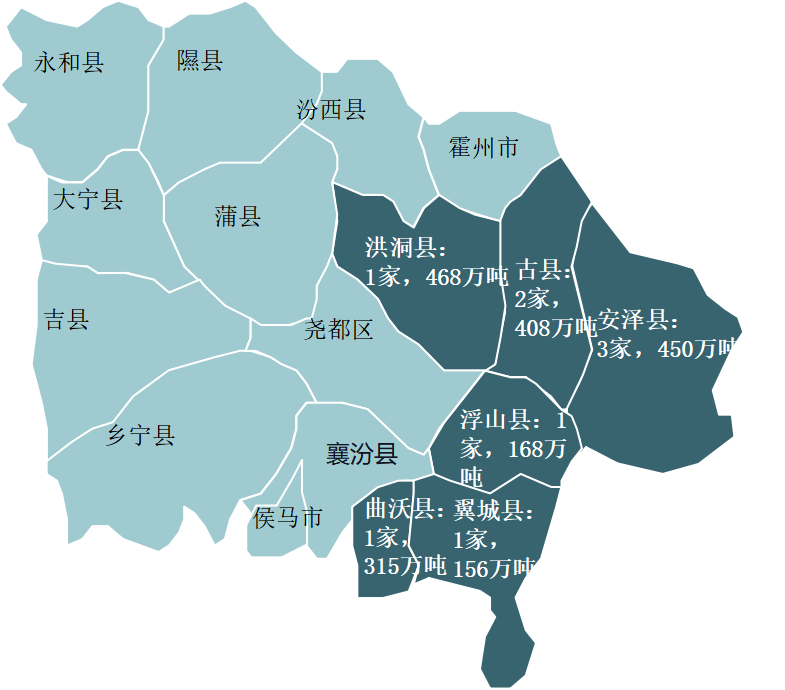 永和县
隰县
汾西县
霍州市
大宁县
蒲县
洪洞县：
1家，468万吨
古县：
2家，
408万吨
安泽县：
3家，450万吨
吉县
尧都区
乡宁县
襄汾县
浮山县：1
家，168万
吨
侯马市
曲沃县：
1家，
315万吨
翼城县：
1家，
156万吨